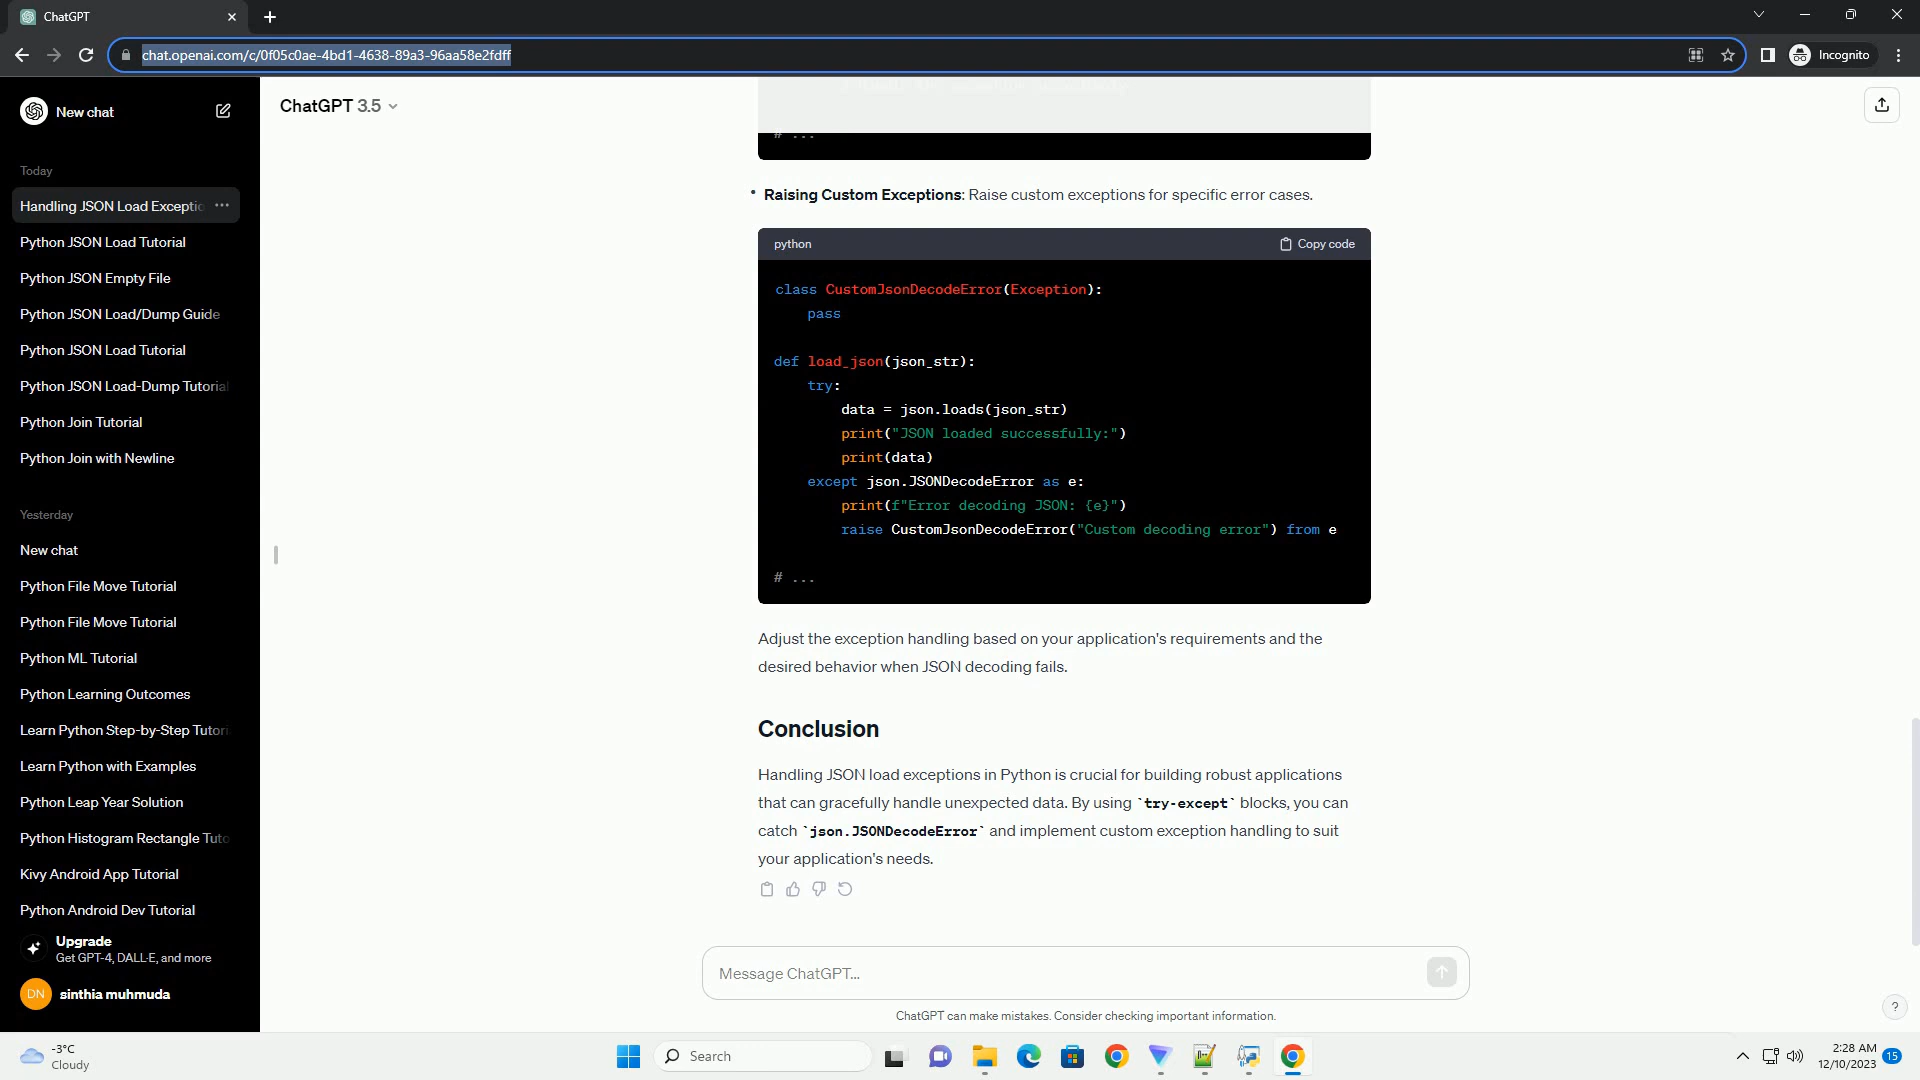 ChatGPT
chat.openai.com/c/0f05c0ae-4bd1-4638-89a3-96aa58e2fdff
Incognito
New chat
Today
Handling JSON Load Exceptio
Python JSON Load Tutorial
Python JSON Empty File
Python JSON Load/Dump Guide
Python JSON Load Tutorial
Python JSON Load-Dump Tutorial
Python Join Tutorial
Python Join with Newline
Yesterday
New chat
Python File Move Tutorial
Python File Move Tutorial
Python ML Tutorial
Python Learning Outcomes
Learn Python Step-by-Step Tutori
Learn Python with Examples
Python Leap Year Solution
Python Histogram Rectangle Tuto
Kivy Android App Tutorial
Python Android Dev Tutorial
Upgrade
Get GPT-4, DALL·E, and more
DN sinthia muhmuda
ChatGPT 3.5
# ...
• Raising Custom Exceptions: Raise custom exceptions for specific error cases.
python
Copy code
class CustomJsonDecodeError(Exception):
    pass
def load_json(json_str):
    try:
        data = json.loads(json_str)
        print("JSON loaded successfully:")
        print(data)
    except json.JSONDecodeError as e:
        print(f"Error decoding JSON: {e}")
        raise CustomJsonDecodeError("Custom decoding error") from e
# ...
Adjust the exception handling based on your application's requirements and the
desired behavior when JSON decoding fails.
Conclusion
Handling JSON load exceptions in Python is crucial for building robust applications
that can gracefully handle unexpected data. By using `try-except` blocks, you can
catch `json.JSONDecodeError` and implement custom exception handling to suit
your application's needs.
Message ChatGPT...
ChatGPT can make mistakes. Consider checking important information.
?
-3°C
Cloudy
Search
2:28 AM
12/10/2023
15